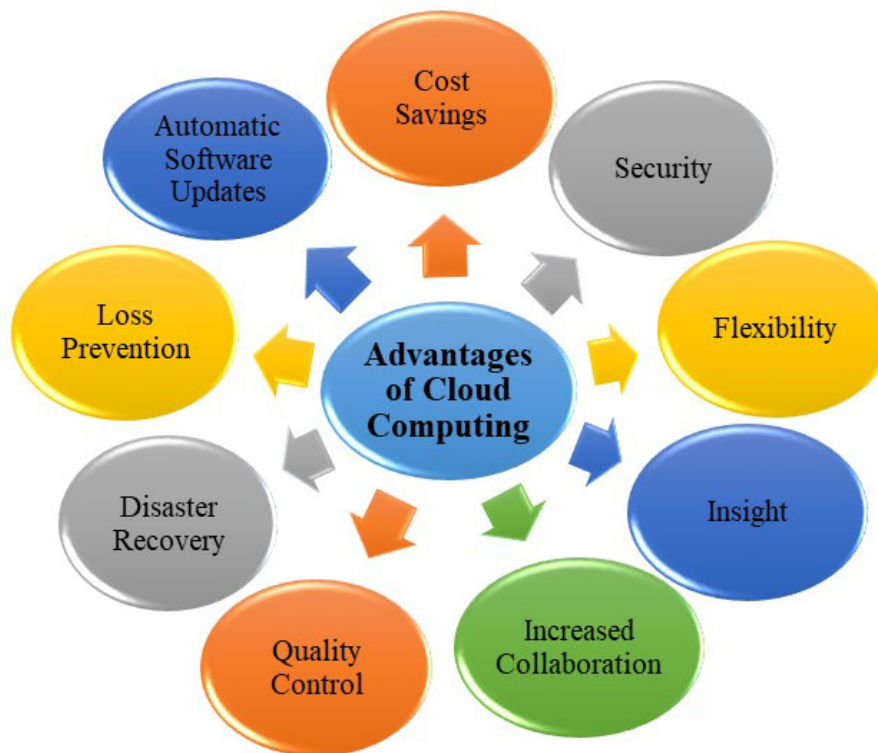 Cost
Savings
Security
Flexibility
Insight
Increased
Collaboration
Quality
Control
Disaster
Recovery
Loss
Prevention
Automatic
Software
Updates
Advantages
of Cloud
Computing